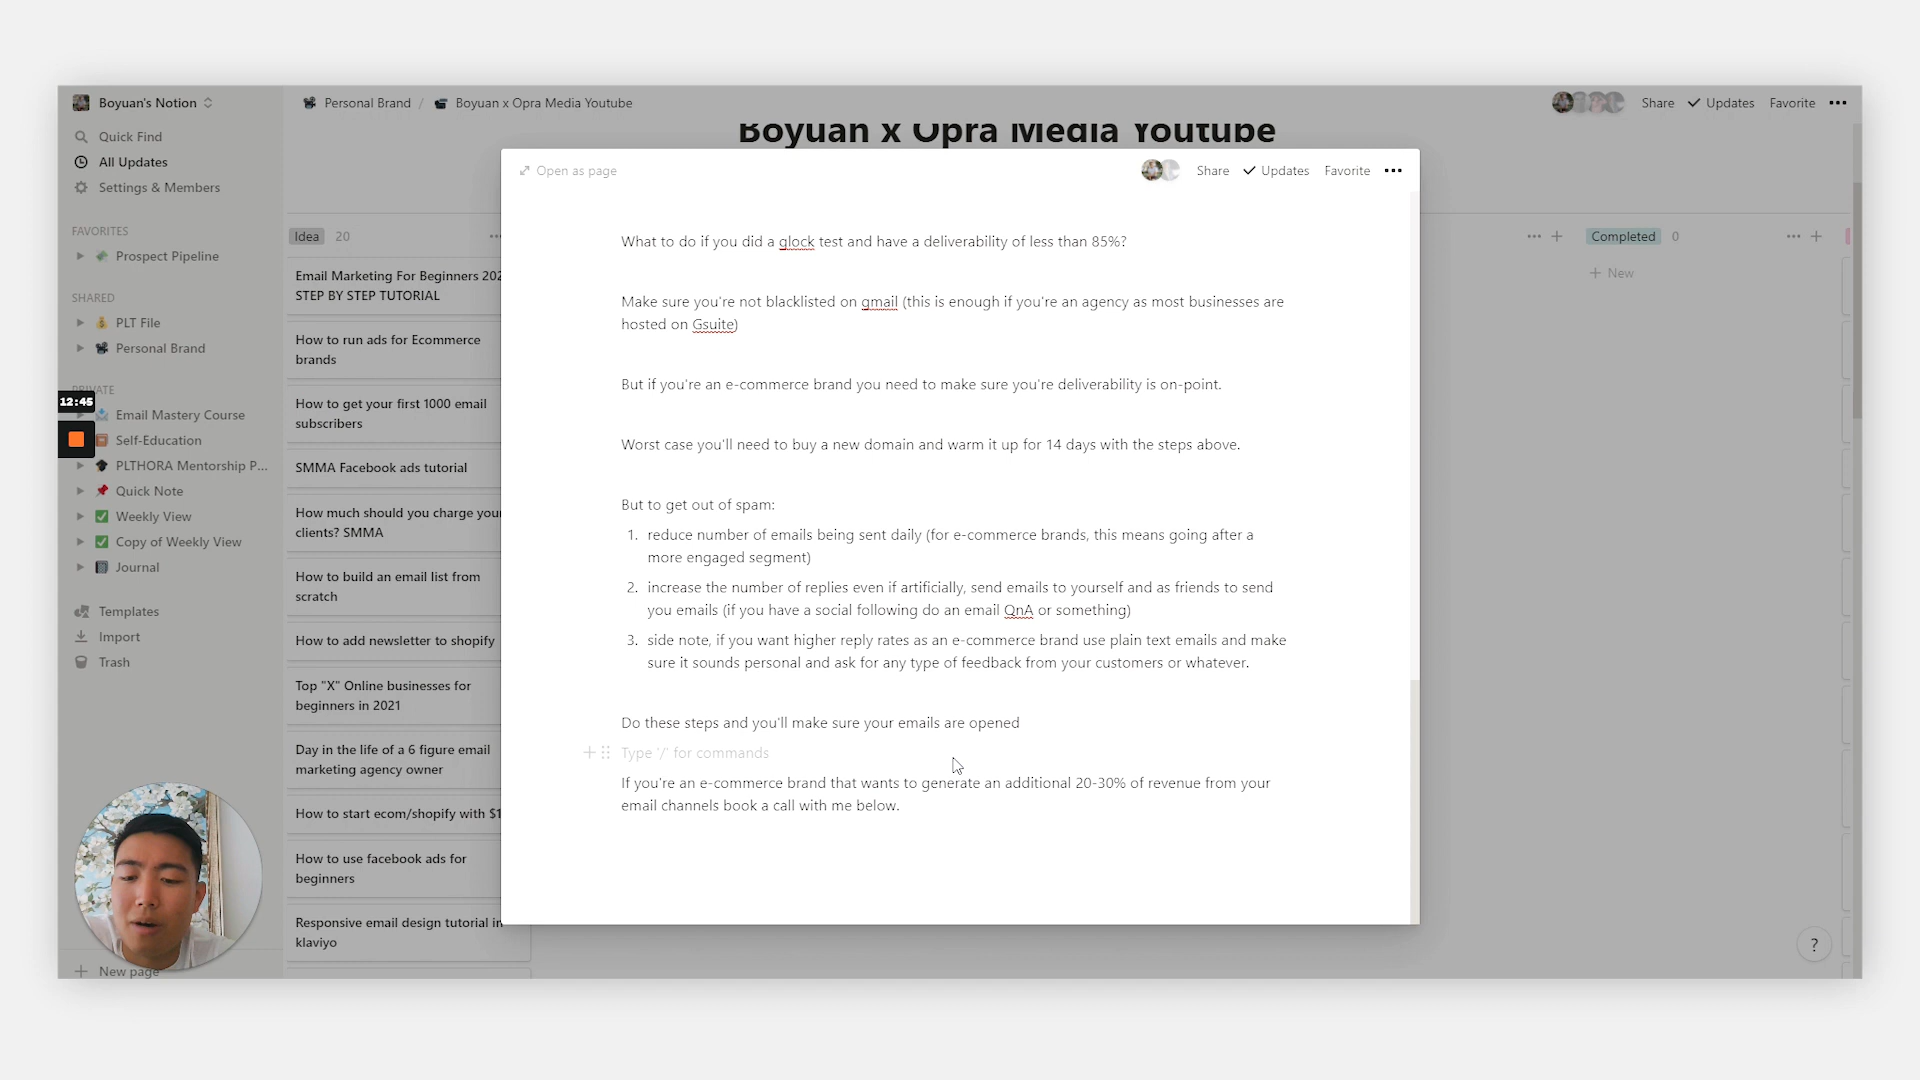 Boyuan's Notion
Personal Brand / Boyuan x Opra Media Youtube
Share Updates Favorite
Boyuan x Opra Media Youtube
Quick Find
All Updates
Settings & Members
FAVORITES
Prospect Pipeline
SHARED
PLT File
Personal Brand
PRIVATE
12:45
Email Mastery Course
Self-Education
PLTHORA Mentorship P...
Quick Note
Weekly View
Copy of Weekly View
Journal
Templates
Import
Trash
New page
Idea 20
Email Marketing For Beginners 202
STEP BY STEP TUTORIAL
How to run ads for Ecommerce
brands
How to get your first 1000 email
subscribers
SMMA Facebook ads tutorial
How much should you charge your
clients? SMMA
How to build an email list from
scratch
How to add newsletter to shopify
Top "X" Online businesses for
beginners in 2021
Day in the life of a 6 figure email
marketing agency owner
How to start ecom/shopify with $1
How to use facebook ads for
beginners
Responsive email design tutorial in
klaviyo
Open as page
Share Updates Favorite
What to do if you did a glock test and have a deliverability of less than 85%?
Make sure you're not blacklisted on gmail (this is enough if you're an agency as most businesses are
hosted on Gsuite)
But if you're an e-commerce brand you need to make sure you're deliverability is on-point.
Worst case you'll need to buy a new domain and warm it up for 14 days with the steps above.
But to get out of spam:
1. reduce number of emails being sent daily (for e-commerce brands, this means going after a
more engaged segment)
2. increase the number of replies even if artificially, send emails to yourself and as friends to send
you emails (if you have a social following do an email QnA or something)
3. side note, if you want higher reply rates as an e-commerce brand use plain text emails and make
sure it sounds personal and ask for any type of feedback from your customers or whatever.
Do these steps and you'll make sure your emails are opened
Type '/' for commands
If you're an e-commerce brand that wants to generate an additional 20-30% of revenue from your
email channels book a call with me below.
Completed 0
New
?